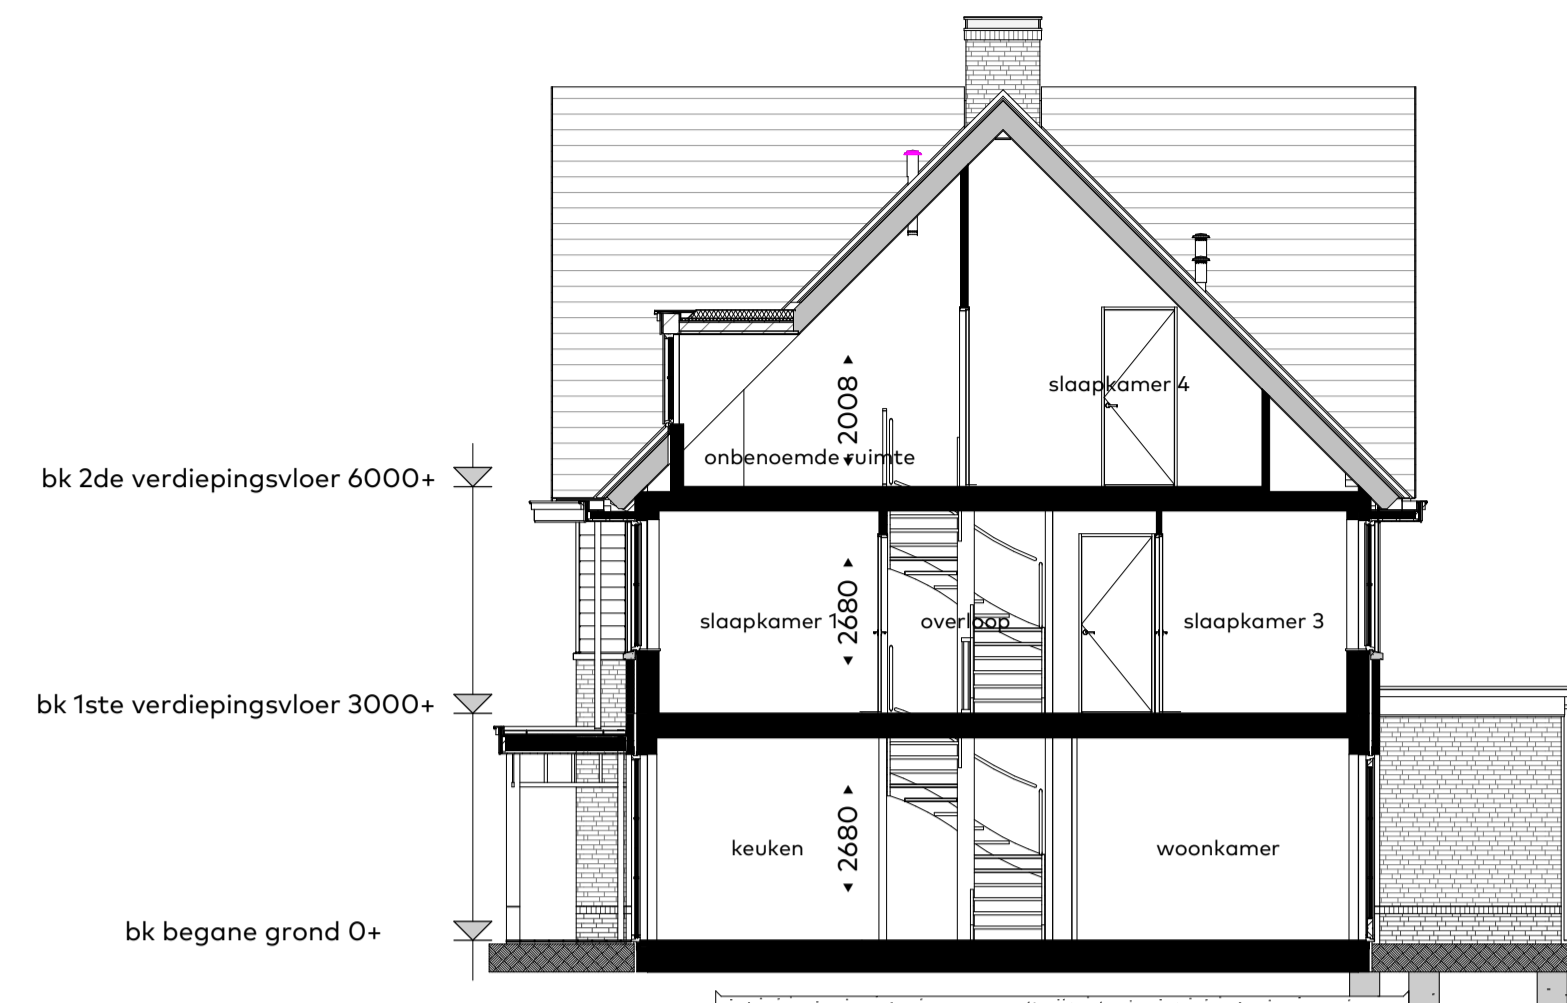 slaapkamer 4
2008
onbenoemde ruimte
bk 2de verdiepingsvloer 6000+
slaapkamer 1
2680
overloop
slaapkamer 3
bk 1ste verdiepingsvloer 3000+
keuken
2680
woonkamer
bk begane grond 0+